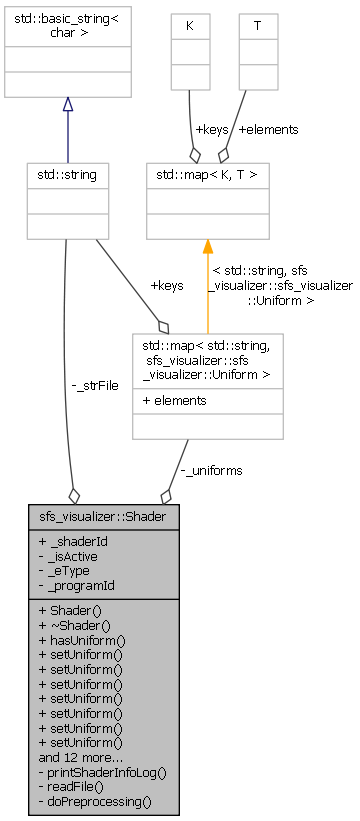 std::basic_string<
char >
K
T
+keys
+elements
std::string
std::map< K, T >
< std::string, sfs
_visualizer::sfs_visualizer
::Uniform >
+keys
std::map< std::string,
sfs_visualizer::sfs
_visualizer::Uniform >
+ elements
-_strFile
-_uniforms
sfs_visualizer::Shader
+ _shaderId
- _isActive
- _eType
- _programId
+ Shader()
+ ~Shader()
+ hasUniform()
+ setUniform()
+ setUniform()
+ setUniform()
+ setUniform()
+ setUniform()
+ setUniform()
+ setUniform()
and 12 more...
- printShaderInfoLog()
- readFile()
- doPreprocessing()